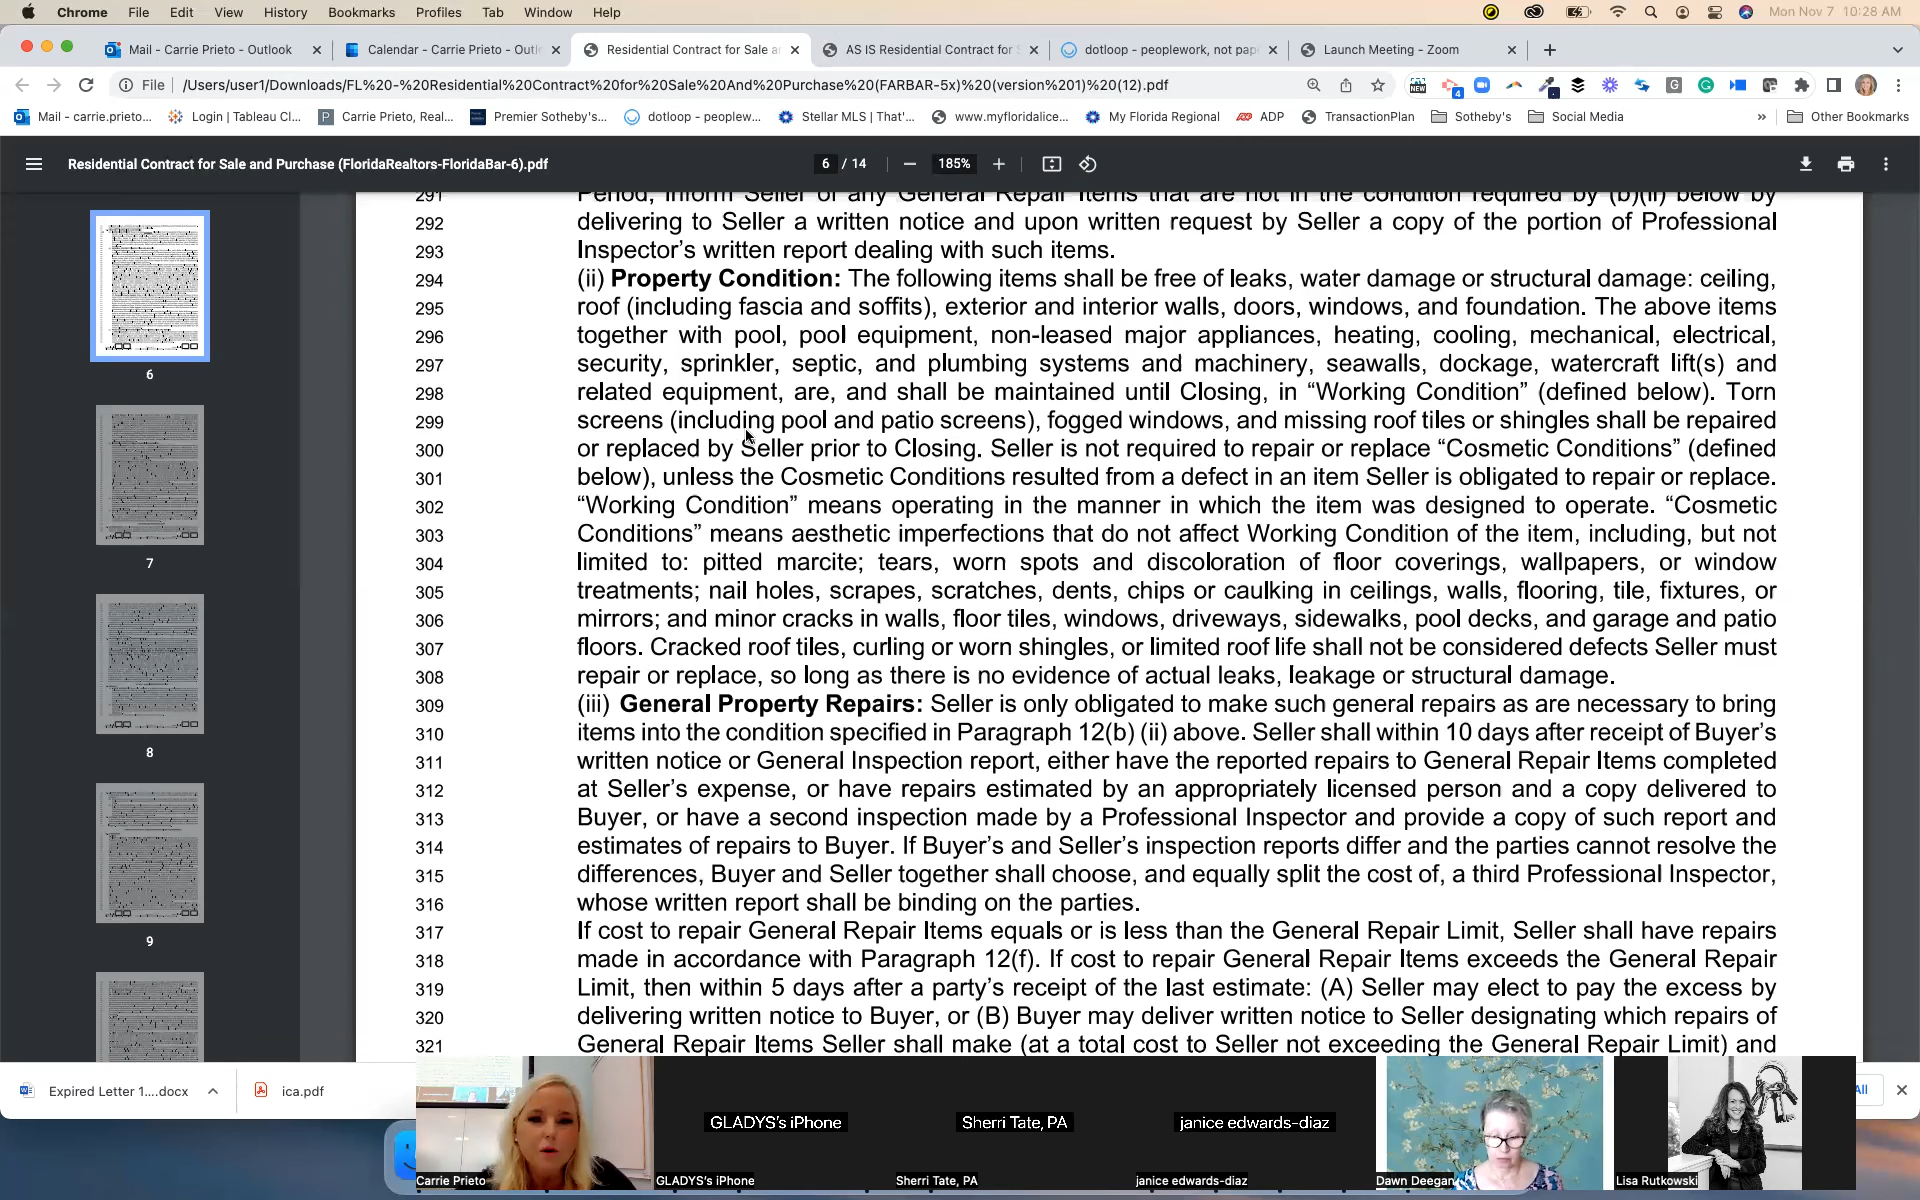 Chrome File Edit View History Bookmarks Profiles Tab Window Help Mon Nov 7 10:28 AM
Mail - Carrie Prieto - Outlook Calendar - Carrie Prieto - Outl Residential Contract for Sale a AS IS Residential Contract for S dotloop - peoplework, not pap Launch Meeting - Zoom
File /Users/user1/Downloads/FL%20-%20Residential%20Contract%20for%20Sale%20And%20Purchase%20(FARBAR-5x)%20(version%201)%20(12).pdf
Mail - carrie.prieto... Login | Tableau Cl... Carrie Prieto, Real... Premier Sotheby's... dotloop - peoplew... Stellar MLS | That'... www.myfloridalice... My Florida Regional ADP TransactionPlan Sotheby's Social Media » Other Bookmarks
Residential Contract for Sale and Purchase (FloridaRealtors-FloridaBar-6).pdf 6 / 14 185%
6
7
8
9
291 Period, inform Seller of any General Repair Items that are not in the condition required by (b)(ii) below by
292 delivering to Seller a written notice and upon written request by Seller a copy of the portion of Professional
293 Inspector's written report dealing with such items.
294 (ii) Property Condition: The following items shall be free of leaks, water damage or structural damage: ceiling,
295 roof (including fascia and soffits), exterior and interior walls, doors, windows, and foundation. The above items
296 together with pool, pool equipment, non-leased major appliances, heating, cooling, mechanical, electrical,
297 security, sprinkler, septic, and plumbing systems and machinery, seawalls, dockage, watercraft lift(s) and
298 related equipment, are, and shall be maintained until Closing, in “Working Condition” (defined below). Torn
299 screens (including pool and patio screens), fogged windows, and missing roof tiles or shingles shall be repaired
300 or replaced by Seller prior to Closing. Seller is not required to repair or replace “Cosmetic Conditions” (defined
301 below), unless the Cosmetic Conditions resulted from a defect in an item Seller is obligated to repair or replace.
302 “Working Condition” means operating in the manner in which the item was designed to operate. “Cosmetic
303 Conditions” means aesthetic imperfections that do not affect Working Condition of the item, including, but not
304 limited to: pitted marcite; tears, worn spots and discoloration of floor coverings, wallpapers, or window
305 treatments; nail holes, scrapes, scratches, dents, chips or caulking in ceilings, walls, flooring, tile, fixtures, or
306 mirrors; and minor cracks in walls, floor tiles, windows, driveways, sidewalks, pool decks, and garage and patio
307 floors. Cracked roof tiles, curling or worn shingles, or limited roof life shall not be considered defects Seller must
308 repair or replace, so long as there is no evidence of actual leaks, leakage or structural damage.
309 (iii) General Property Repairs: Seller is only obligated to make such general repairs as are necessary to bring
310 items into the condition specified in Paragraph 12(b) (ii) above. Seller shall within 10 days after receipt of Buyer's
311 written notice or General Inspection report, either have the reported repairs to General Repair Items completed
312 at Seller's expense, or have repairs estimated by an appropriately licensed person and a copy delivered to
313 Buyer, or have a second inspection made by a Professional Inspector and provide a copy of such report and
314 estimates of repairs to Buyer. If Buyer's and Seller's inspection reports differ and the parties cannot resolve the
315 differences, Buyer and Seller together shall choose, and equally split the cost of, a third Professional Inspector,
316 whose written report shall be binding on the parties.
317 If cost to repair General Repair Items equals or is less than the General Repair Limit, Seller shall have repairs
318 made in accordance with Paragraph 12(f). If cost to repair General Repair Items exceeds the General Repair
319 Limit, then within 5 days after a party's receipt of the last estimate: (A) Seller may elect to pay the excess by
320 delivering written notice to Buyer, or (B) Buyer may deliver written notice to Seller designating which repairs of
321 General Repair Items Seller shall make (at a total cost to Seller not exceeding the General Repair Limit) and
Expired Letter 1....docx ica.pdf All
GLADYS's iPhone Sherri Tate, PA janice edwards-diaz
Carrie Prieto GLADYS's iPhone Sherri Tate, PA janice edwards-diaz Dawn Deegan Lisa Rutkowski